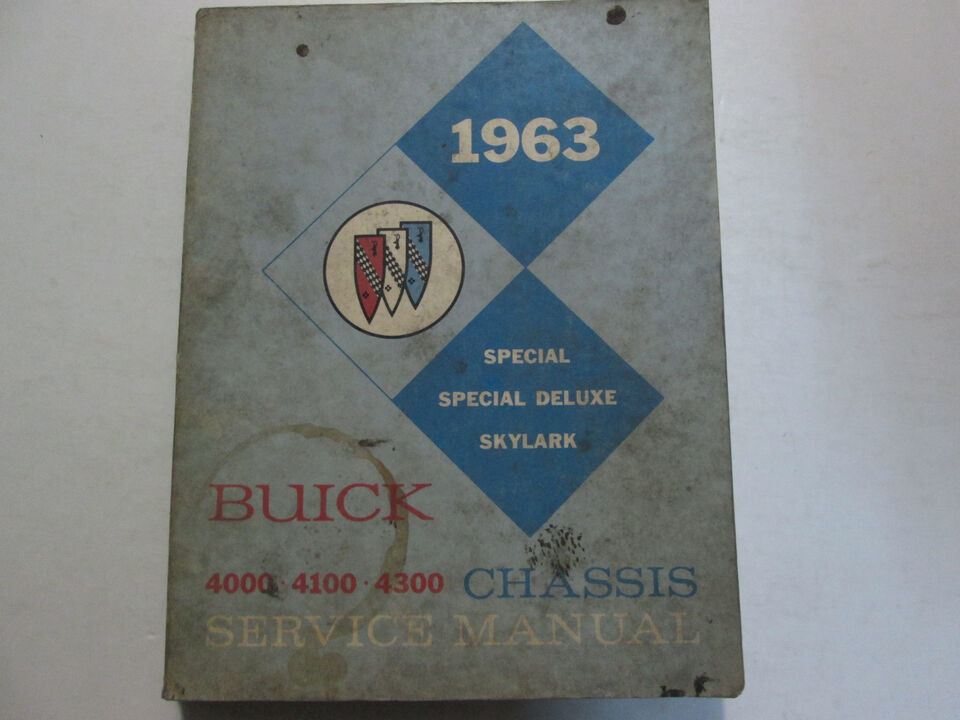 1963
SPECIAL
SPECIAL DELUXE
SKYLARK
BUICK
4000 · 4100 · 4300 CHASSIS
SERVICE MANUAL